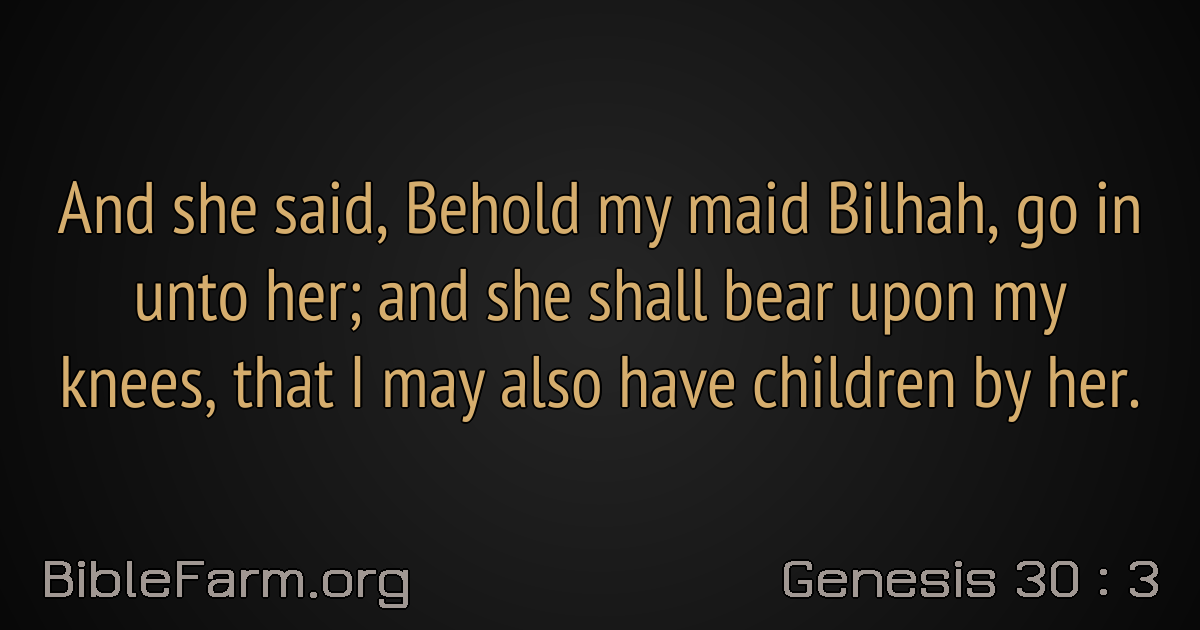 And she said, Behold my maid Bilhah, go in
unto her; and she shall bear upon my
knees, that I may also have children by her.
BibleFarm.org
Genesis 30 : 3